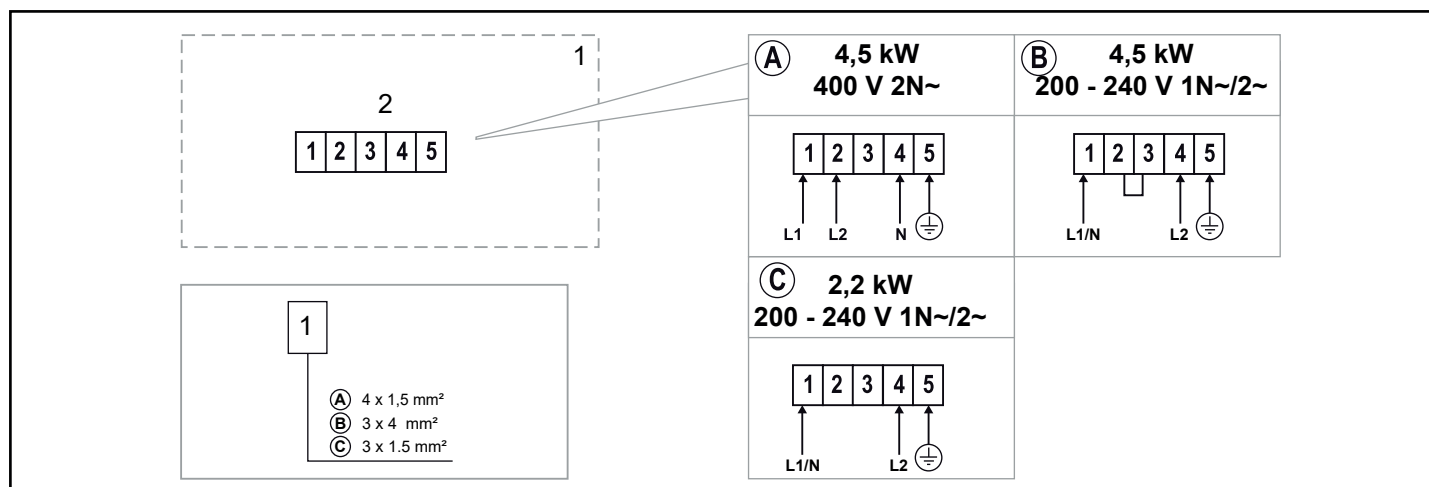 1
2
1 2 3 4 5
1
A 4 x 1,5 mm²
B 3 x 4 mm²
C 3 x 1.5 mm²
A 4,5 kW
400 V 2N~
1 2 3 4 5
L1 L2 N
B 4,5 kW
200 - 240 V 1N~/2~
1 2 3 4 5
L1/N L2
C 2,2 kW
200 - 240 V 1N~/2~
1 2 3 4 5
L1/N L2